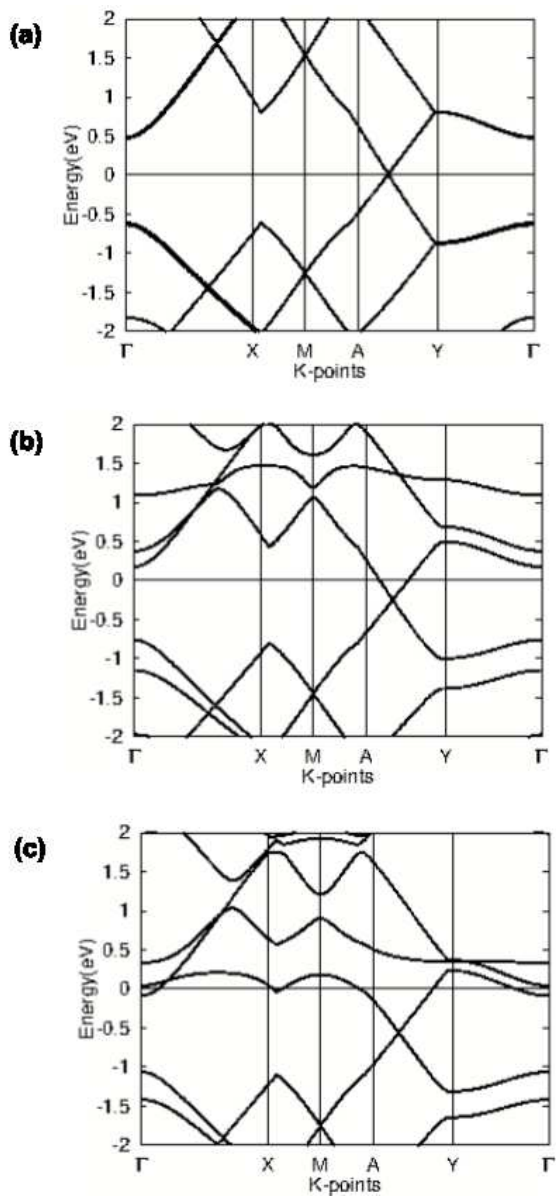 (a)
2
1.5
1
0.5
0
-0.5
-1
-1.5
-2
Energy(eV)
Γ X M A Y Γ
K-points
(b)
2
1.5
1
0.5
0
-0.5
-1
-1.5
-2
Energy(eV)
Γ X M A Y Γ
K-points
(c)
2
1.5
1
0.5
0
-0.5
-1
-1.5
-2
Energy(eV)
Γ X M A Y Γ
K-points